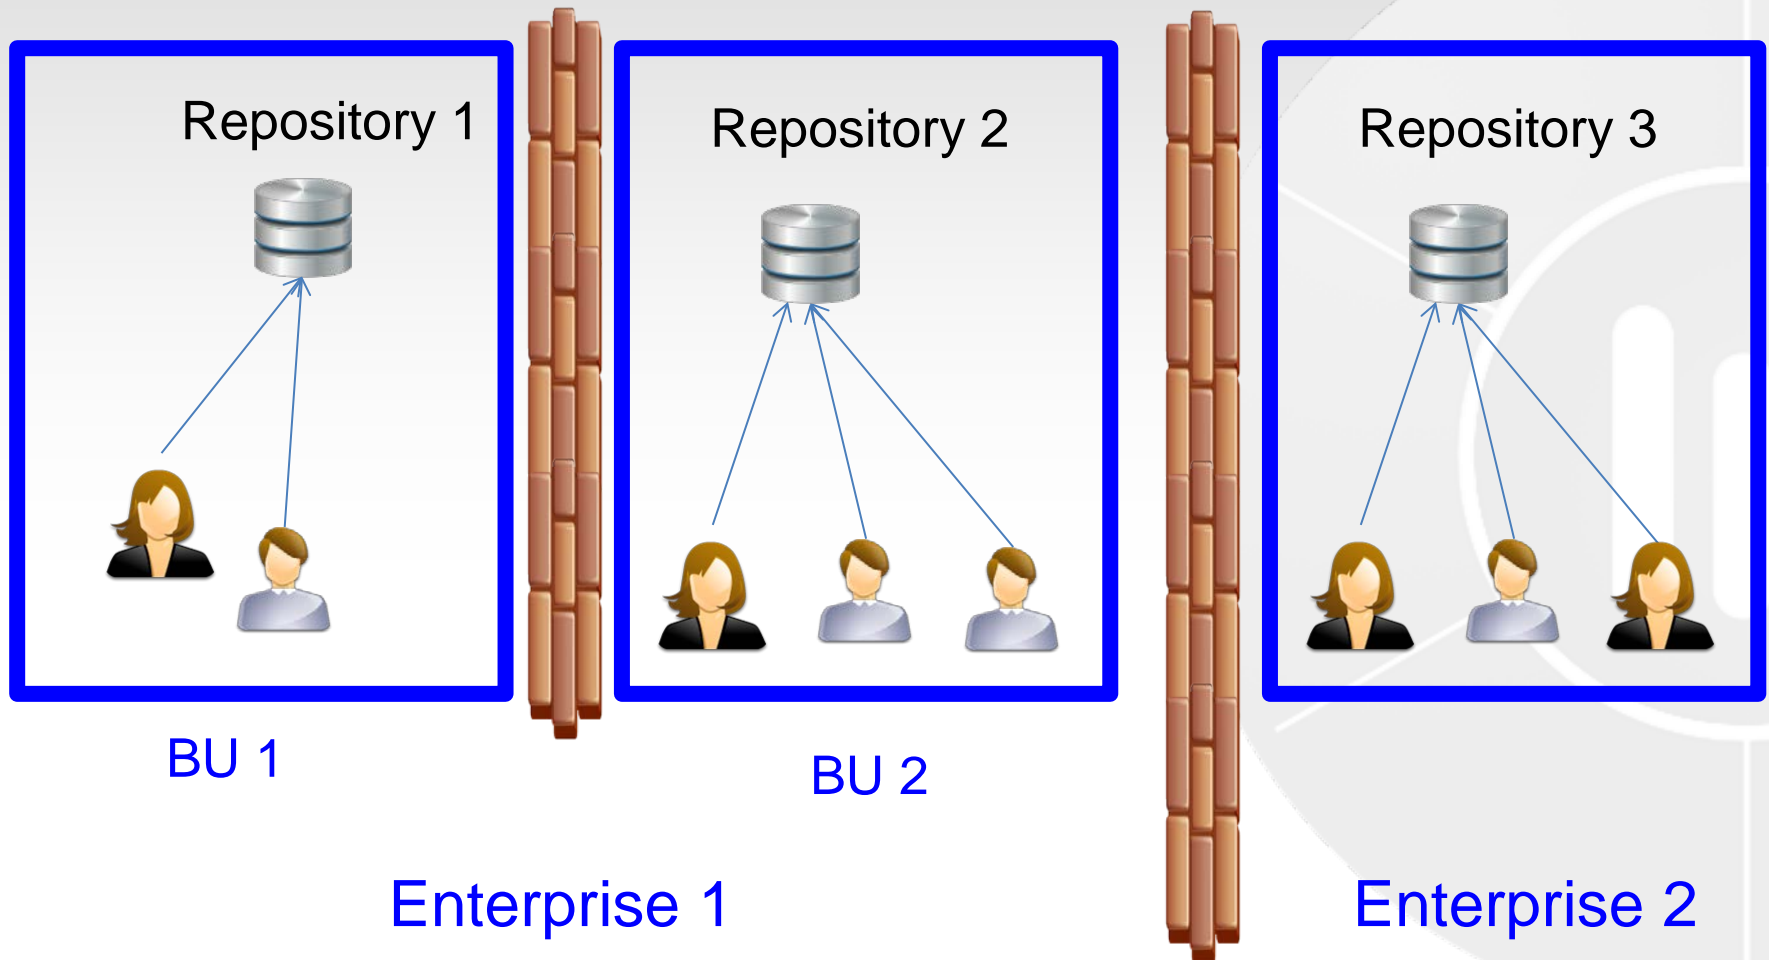 Repository 1
Repository 2
Repository 3
BU 1
BU 2
Enterprise 1
Enterprise 2